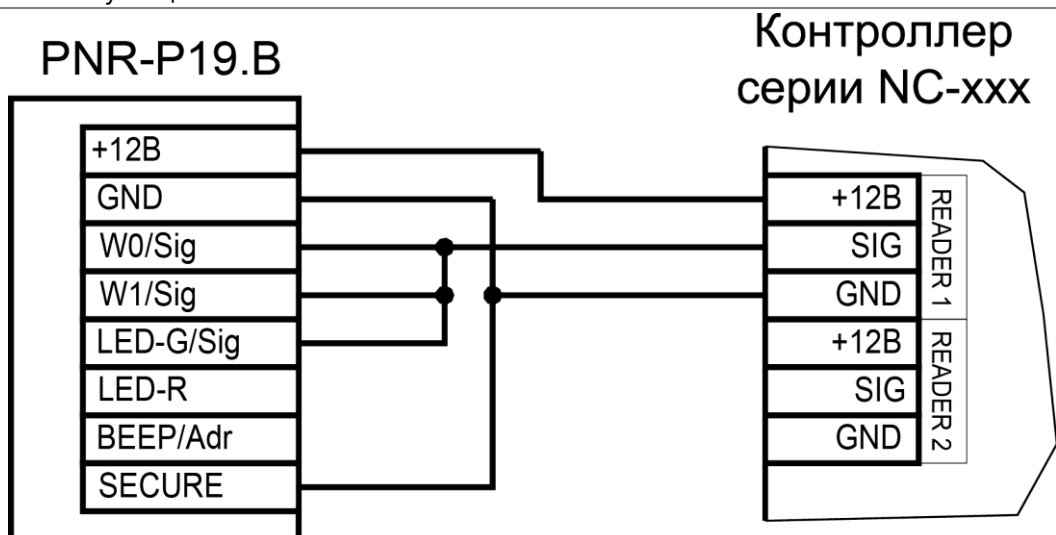 PNR-P19.B
Контроллер
серии NC-xxx
+12В
GND
W0/Sig
W1/Sig
LED-G/Sig
LED-R
BEEP/Adr
SECURE
+12В
SIG
GND
READER 1
+12В
SIG
GND
READER 2